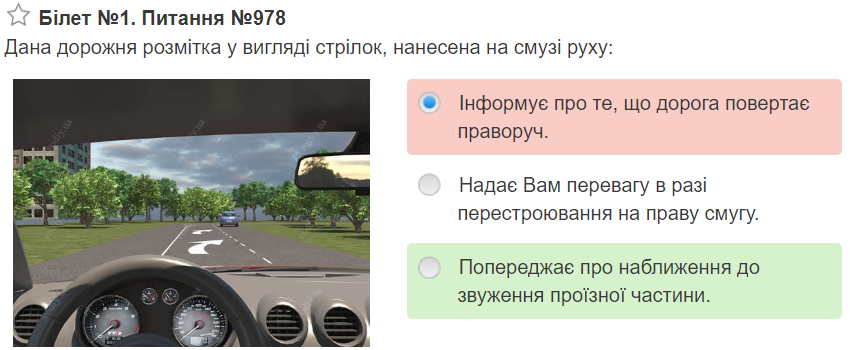 Білет №1. Питання №978
Дана дорожня розмітка у вигляді стрілок, нанесена на смузі руху:
Інформує про те, що дорога повертає
праворуч.
Надає Вам перевагу в разі
перестроювання на праву смугу.
Попереджає про наближення до
звуження проїзної частини.